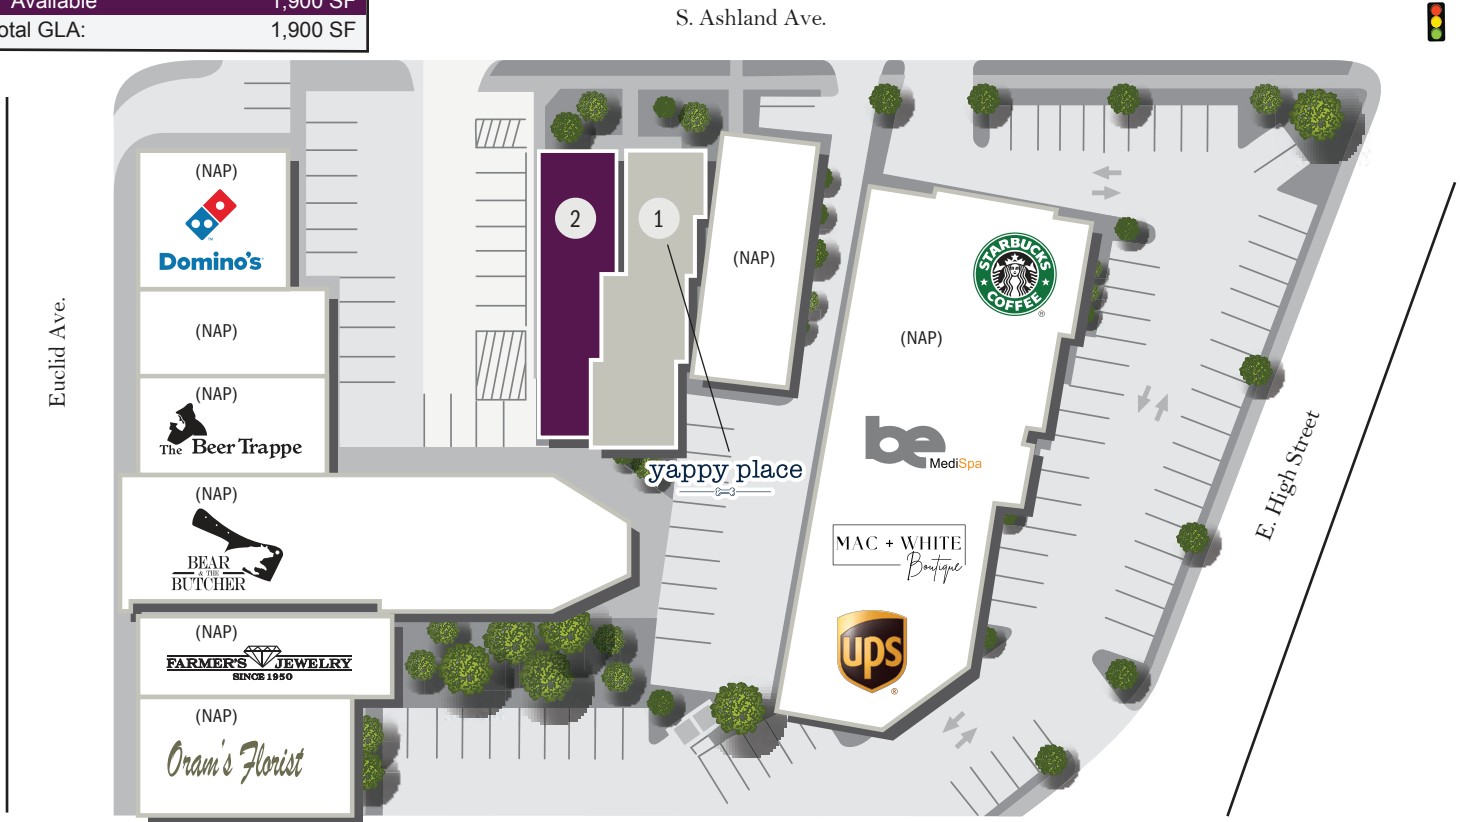 Available 1,900 SF
otal GLA: 1,900 SF
S. Ashland Ave.
Euclid Ave.
E. High Street
(NAP)
Domino's
(NAP)
(NAP)
The Beer Trappe
(NAP)
BEAR
& THE
BUTCHER
(NAP)
FARMER'S JEWELRY
SINCE 1950
(NAP)
Oram's Florist
2
1
yappy place
(NAP)
(NAP)
STARBUCKS
COFFEE
®
be
MediSpa
MAC + WHITE
Boutique
ups
®